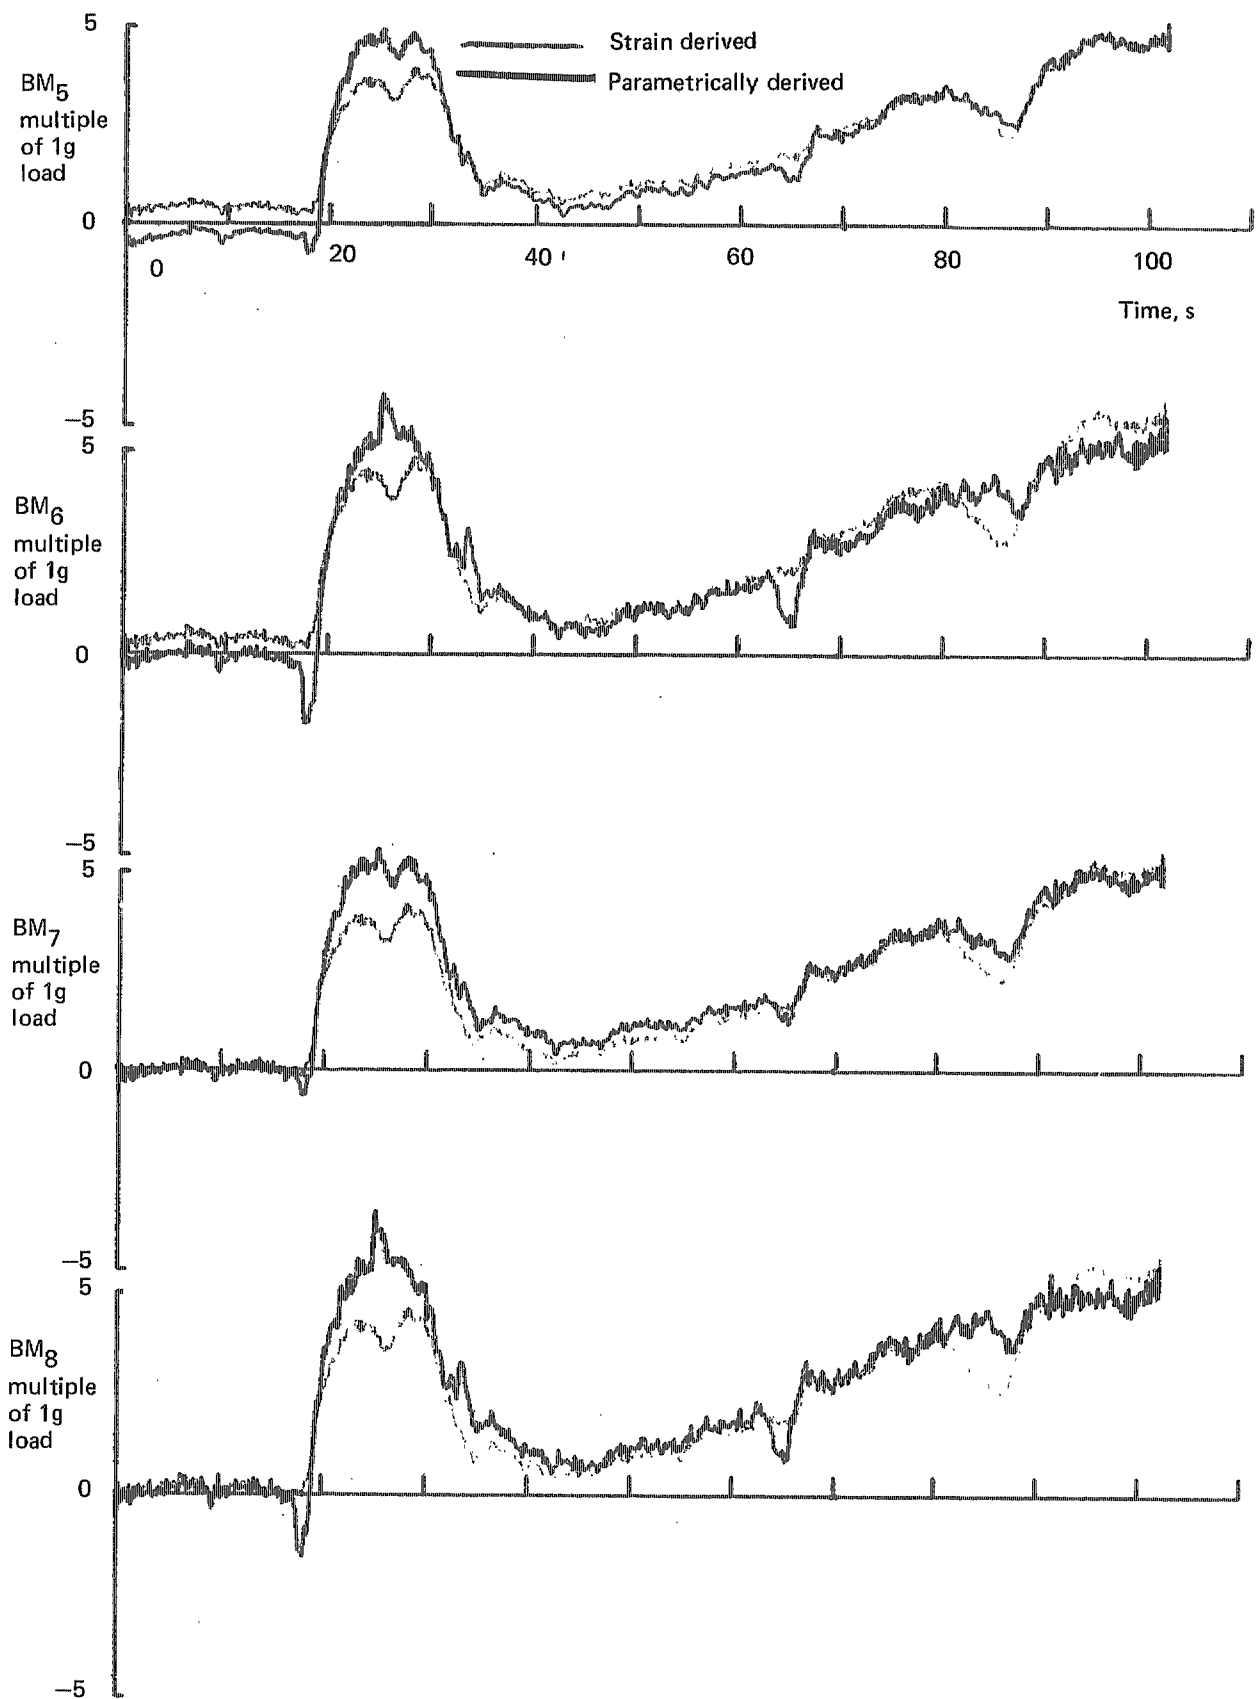 5
Strain derived
Parametrically derived
BM5
multiple
of 1g
load
0
0
20
40
60
80
100
Time, s
−5
5
BM6
multiple
of 1g
load
0
−5
5
BM7
multiple
of 1g
load
0
−5
5
BM8
multiple
of 1g
load
0
−5